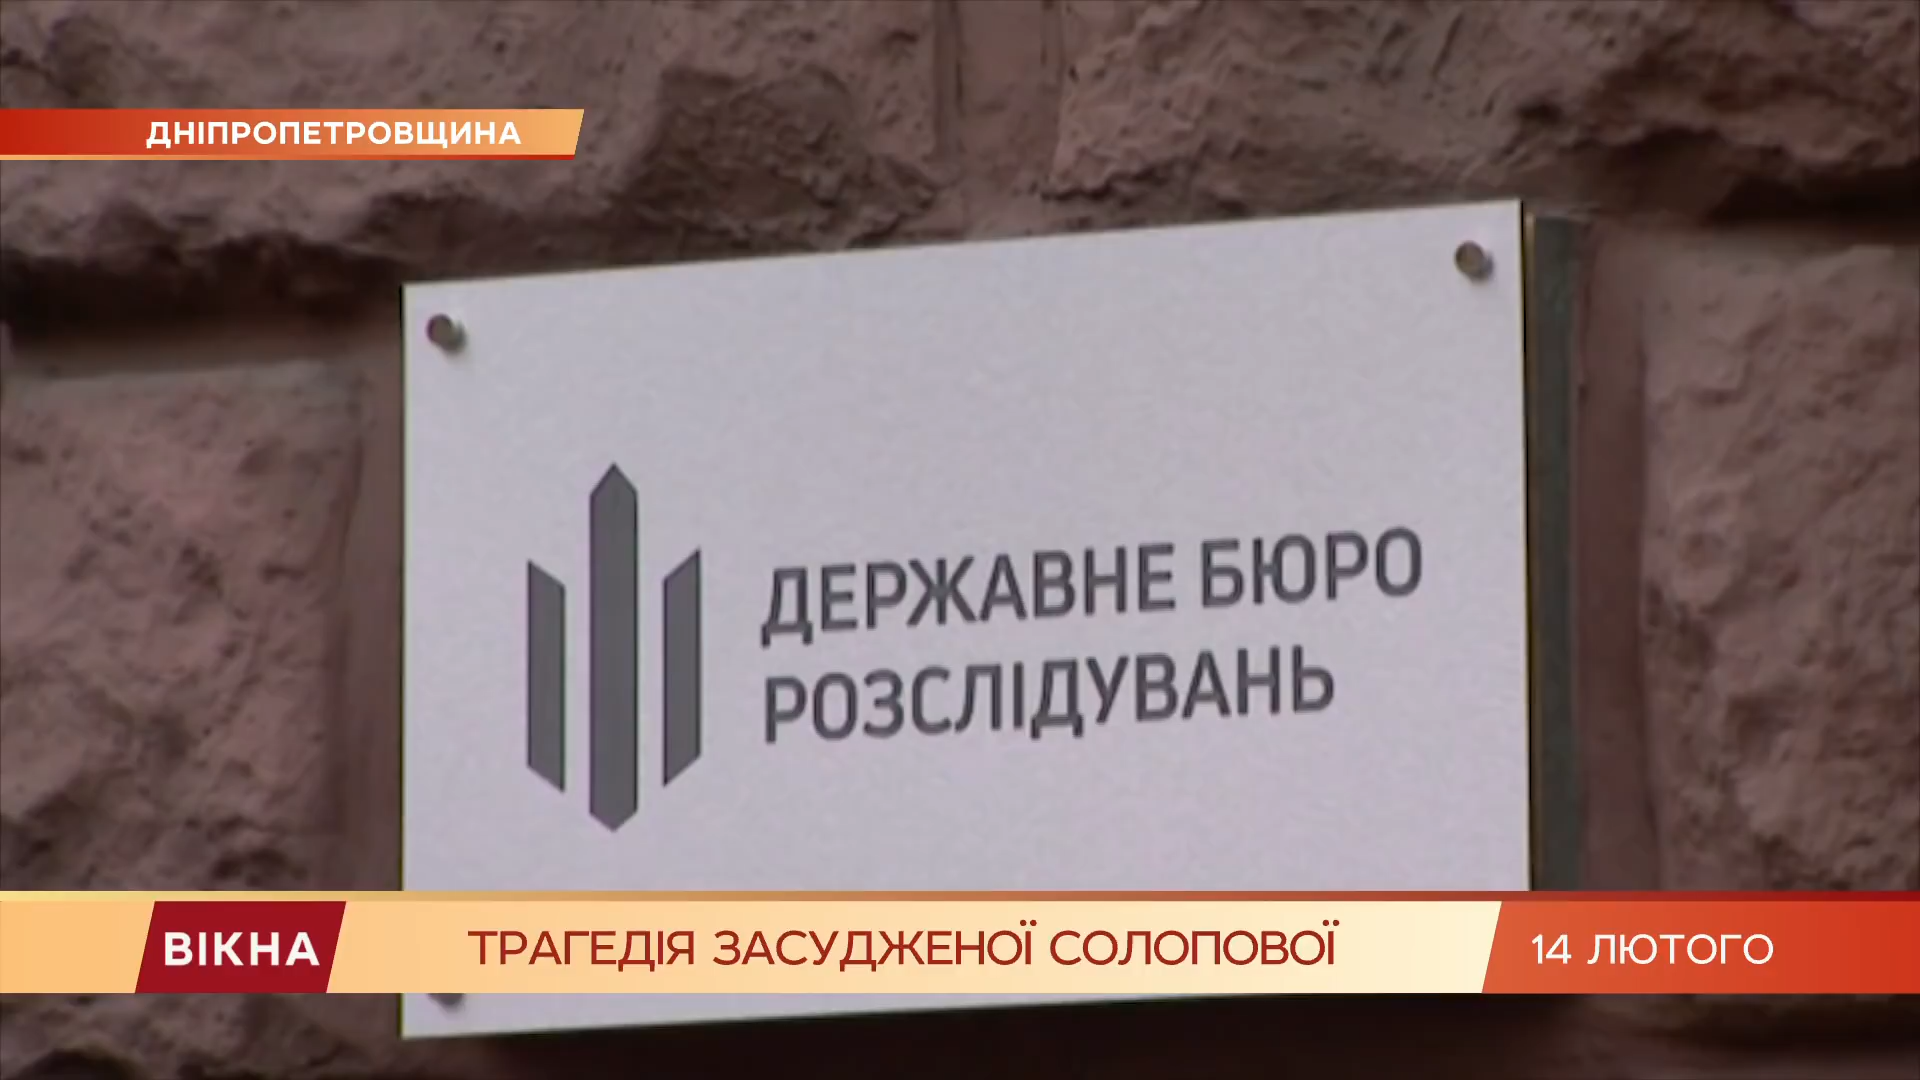 ДНІПРОПЕТРОВЩИНА
ДЕРЖАВНЕ БЮРО
РОЗСЛІДУВАНЬ
ВІКНА
ТРАГЕДІЯ ЗАСУДЖЕНОЇ СОЛОПОВОЇ
14 ЛЮТОГО